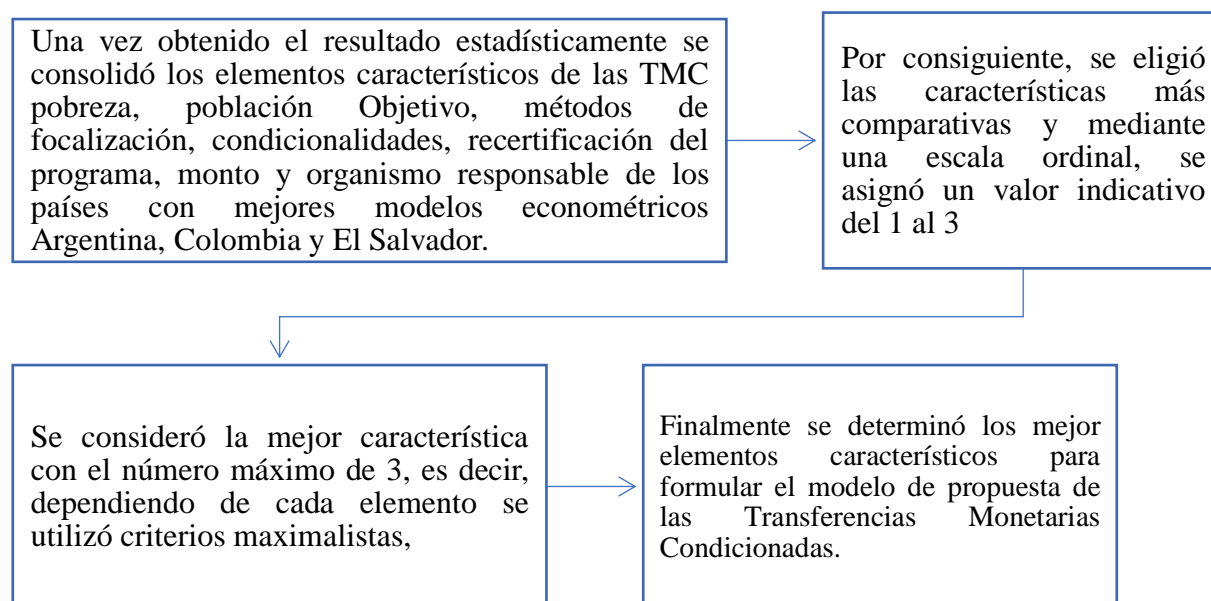 Una vez obtenido el resultado estadísticamente se
consolidó los elementos característicos de las TMC
pobreza, población Objetivo, métodos de
focalización, condicionalidades, recertificación del
programa, monto y organismo responsable de los
países con mejores modelos econométricos
Argentina, Colombia y El Salvador.
Por consiguiente, se eligió
las características más
comparativas y mediante
una escala ordinal, se
asignó un valor indicativo
del 1 al 3
Se consideró la mejor característica
con el número máximo de 3, es decir,
dependiendo de cada elemento se
utilizó criterios maximalistas,
Finalmente se determinó los mejor
elementos característicos para
formular el modelo de propuesta de
las Transferencias Monetarias
Condicionadas.